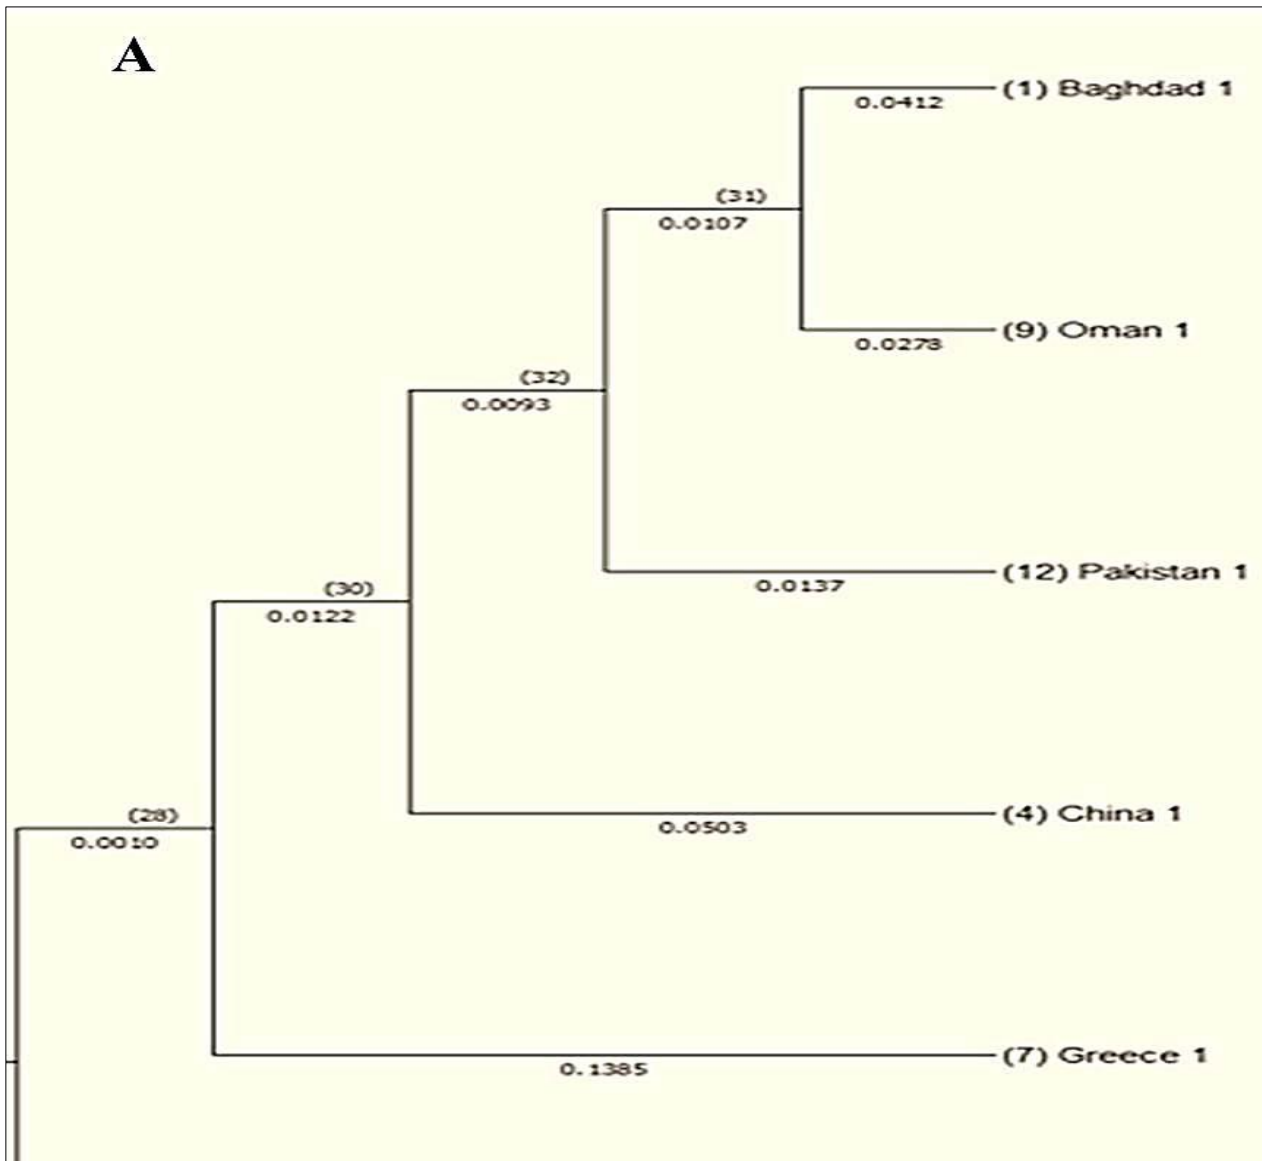 A
(1) Baghdad 1
0.0412
(31)
0.0107
(9) Oman 1
0.0278
(32)
0.0093
(12) Pakistan 1
0.0137
(30)
0.0122
(4) China 1
0.0503
(28)
0.0010
(7) Greece 1
0.1385